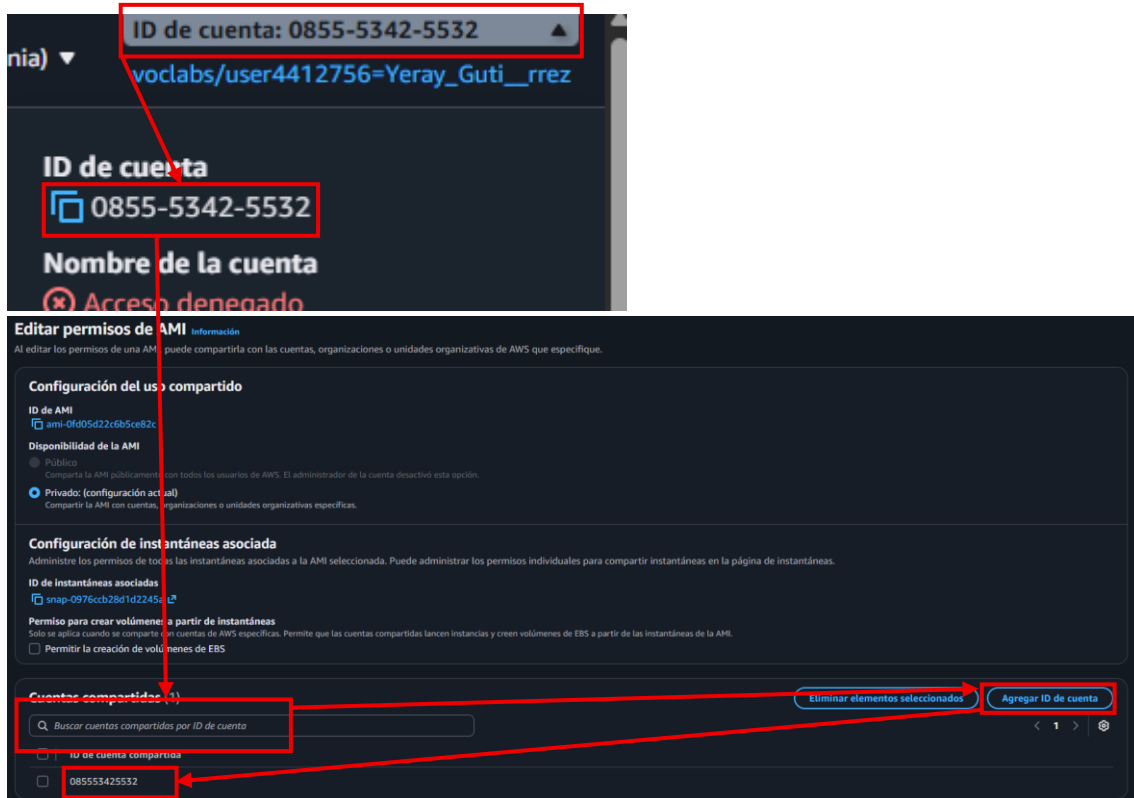 ID de cuenta: 0855-5342-5532
nia)
voclabs/user4412756=Yeray_Guti__rrez
ID de cuenta
0855-5342-5532
Nombre de la cuenta
Acceso denegado
Editar permisos de AMI Información
Al editar los permisos de una AMI, puede compartirla con las cuentas, organizaciones o unidades organizativas de AWS que especifique.
Configuración del uso compartido
ID de AMI
ami-0fd05d22c6b5ce82c
Disponibilidad de la AMI
Público
Comparta la AMI públicamente con todos los usuarios de AWS. El administrador de la cuenta desactivó esta opción.
Privado: (configuración actual)
Compartir la AMI con cuentas, organizaciones o unidades organizativas específicas.
Configuración de instantáneas asociada
Administre los permisos de todas las instantáneas asociadas a la AMI seleccionada. Puede administrar los permisos individuales para compartir instantáneas en la página de instantáneas.
ID de instantáneas asociadas
snap-0976ccb28d1d2245a
Permiso para crear volúmenes a partir de instantáneas
Solo se aplica cuando se comparte con cuentas de AWS específicas. Permite que las cuentas compartidas lancen instancias y creen volúmenes de EBS a partir de las instantáneas de la AMI.
Permitir la creación de volúmenes de EBS
Cuentas compartidas (1)
Eliminar elementos seleccionados
Agregar ID de cuenta
Buscar cuentas compartidas por ID de cuenta
1
ID de cuenta compartida
085553425532